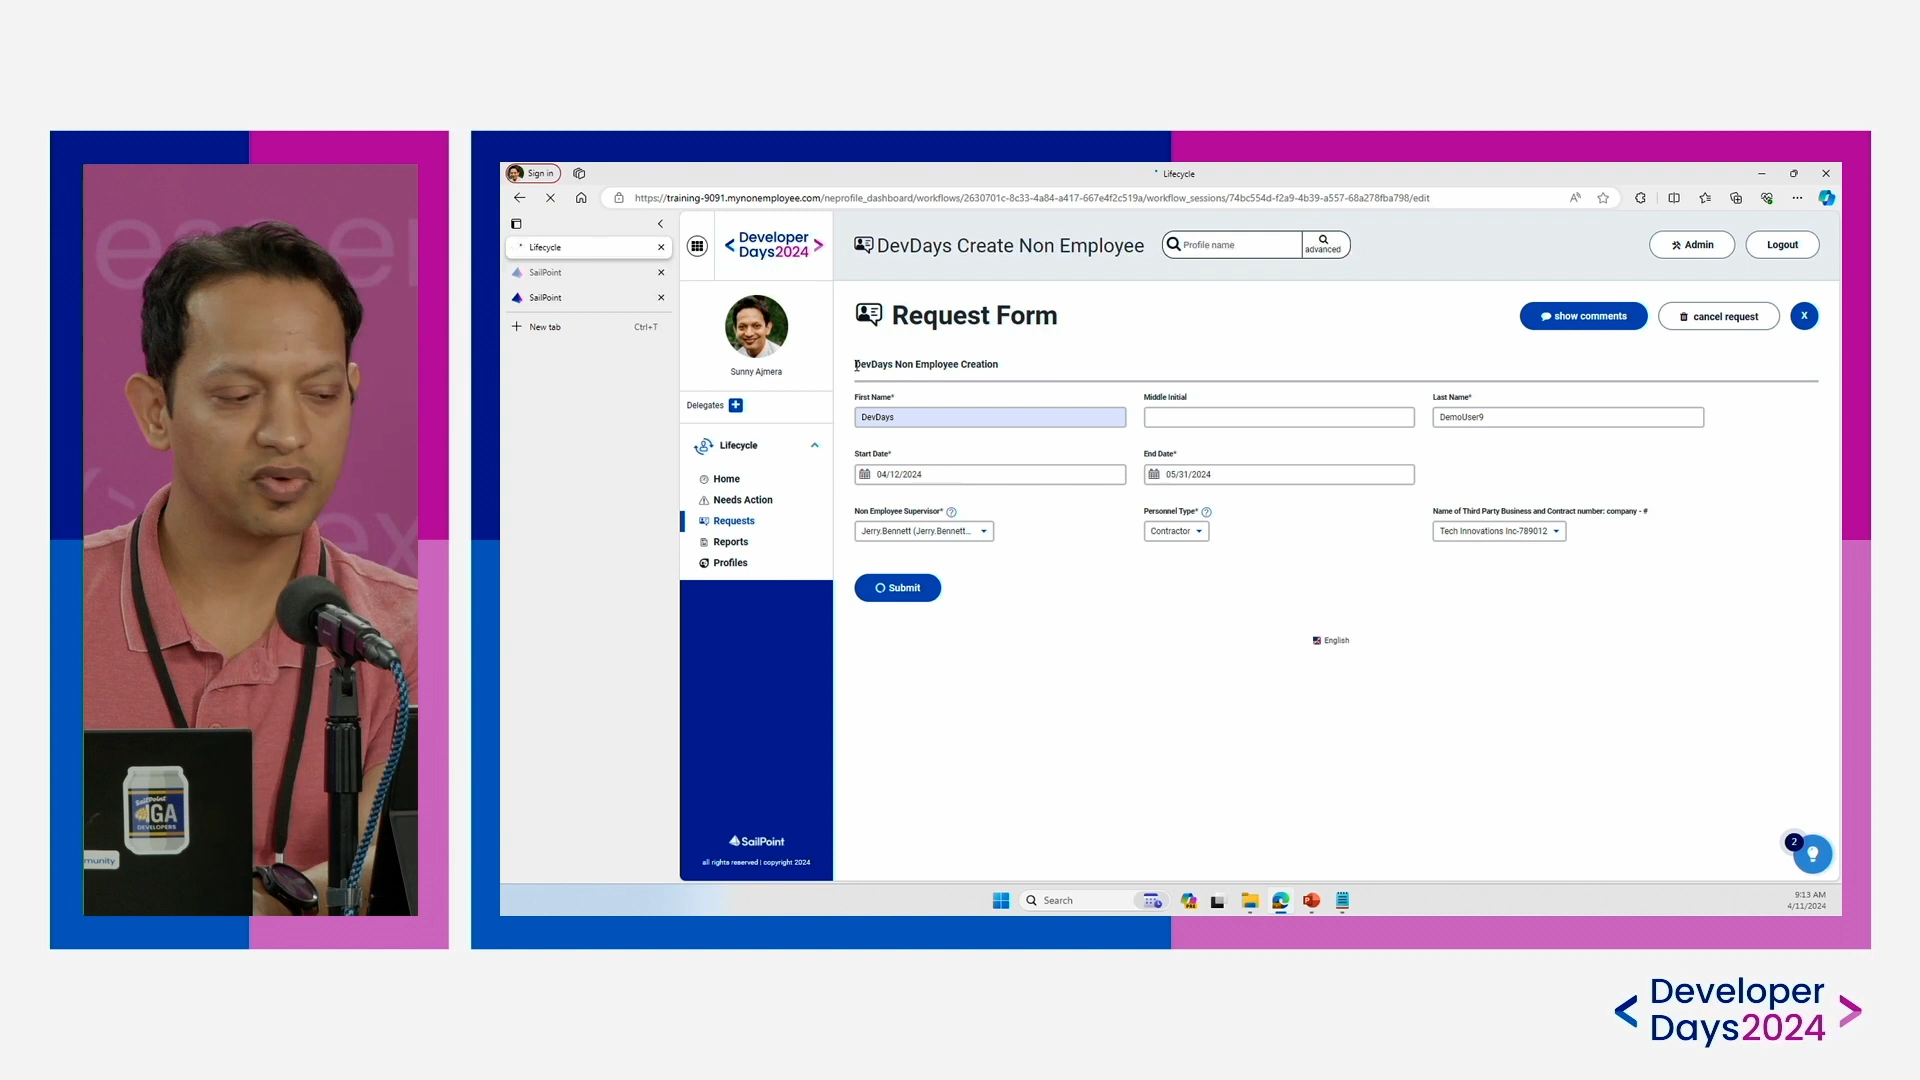 SailPoint
IGA
DEVELOPERS
munity
Sign in
Lifecycle
https://training-9091.mynonemployee.com/neprofile_dashboard/workflows/2630701c-8c33-4a84-a417-667e4f2c519a/workflow_sessions/74bc554d-f2a9-4b39-a557-68a278fba798/edit
Lifecycle
SailPoint
SailPoint
New tab Ctrl+T
Developer
Days2024
DevDays Create Non Employee
Profile name
advanced
Admin
Logout
Sunny Ajmera
Delegates
Lifecycle
Home
Needs Action
Requests
Reports
Profiles
SailPoint
all rights reserved | copyright 2024
Request Form
show comments
cancel request
X
DevDays Non Employee Creation
First Name* Middle Initial Last Name*
DevDays DemoUser9
Start Date* End Date*
04/12/2024 05/31/2024
Non Employee Supervisor* Personnel Type* Name of Third Party Business and Contract number: company - #
Jerry.Bennett (Jerry.Bennett... Contractor Tech Innovations Inc-789012
Submit
English
2
Search
9:13 AM
4/11/2024
Developer
Days2024